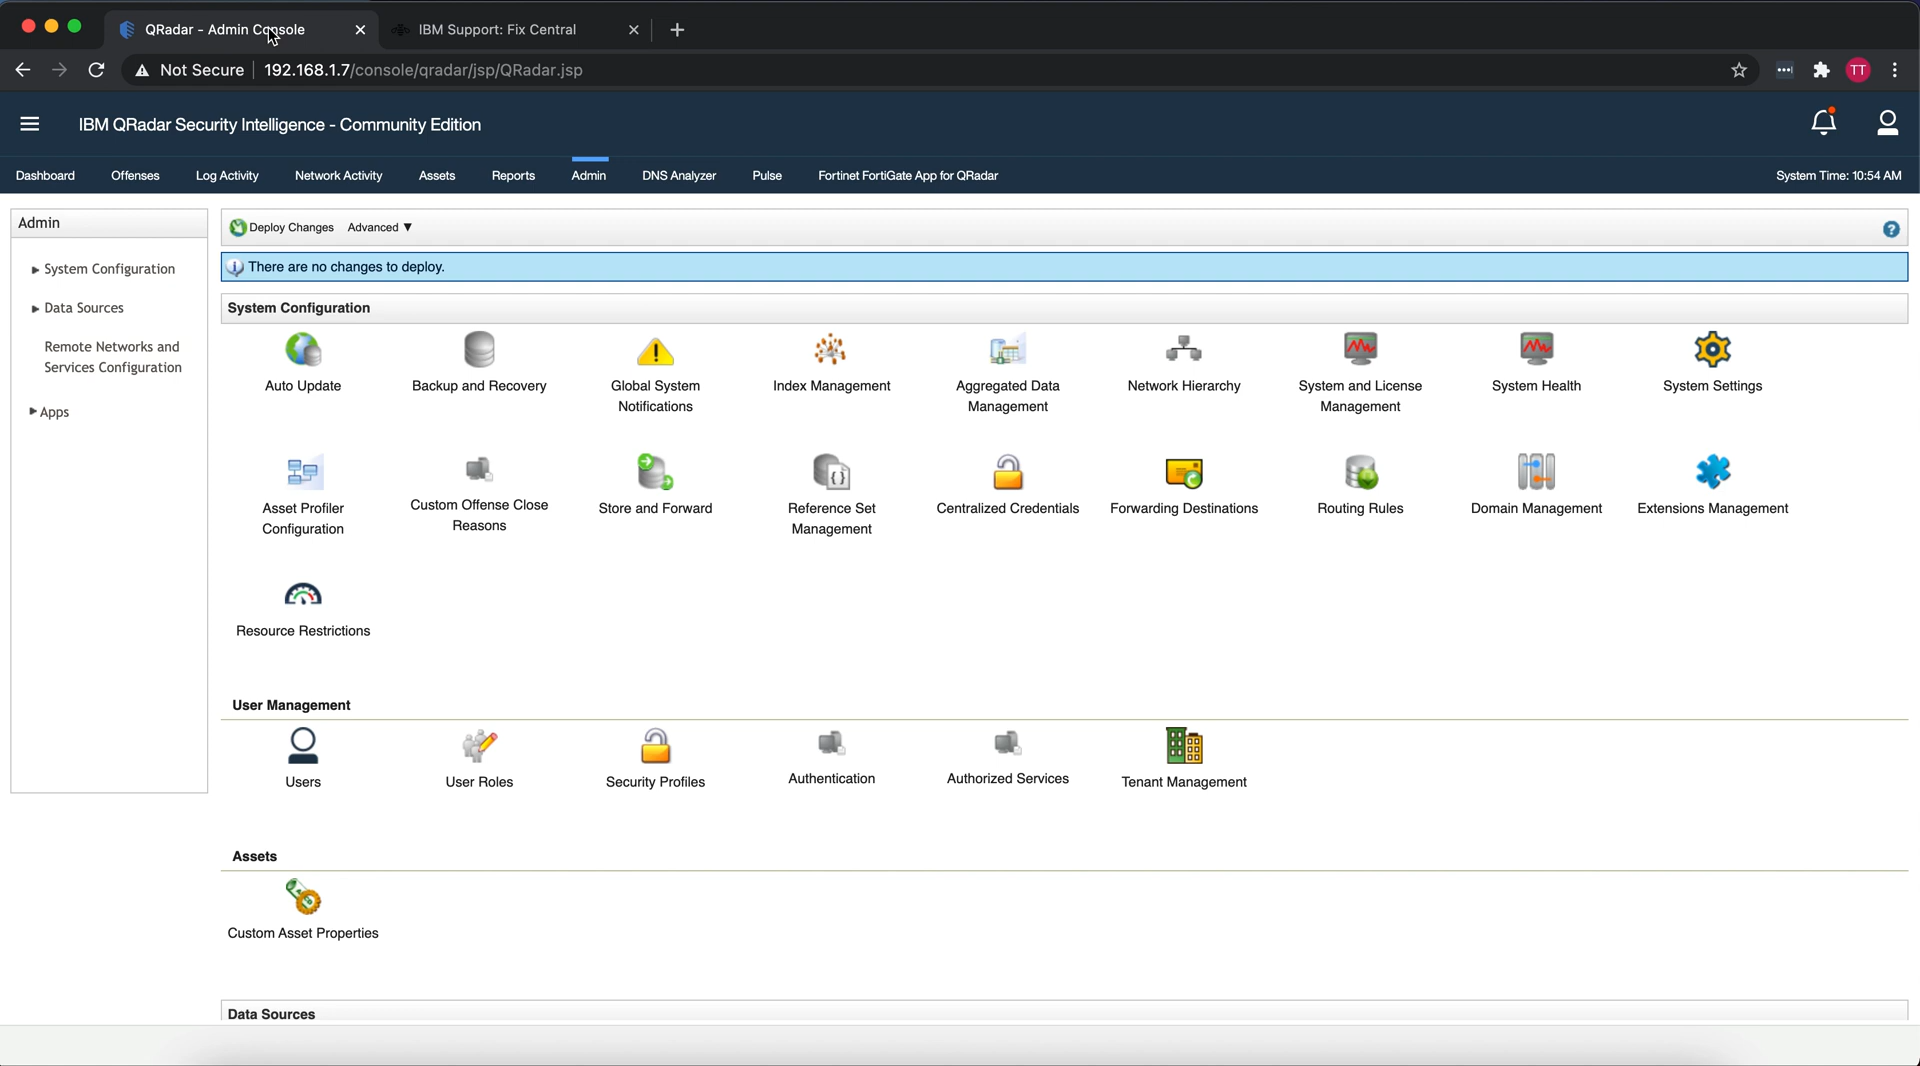 QRadar - Admin Console
IBM Support: Fix Central
Not Secure
192.168.1.7/console/qradar/jsp/QRadar.jsp
TT
IBM QRadar Security Intelligence - Community Edition
Dashboard
Offenses
Log Activity
Network Activity
Assets
Reports
Admin
DNS Analyzer
Pulse
Fortinet FortiGate App for QRadar
System Time: 10:54 AM
Admin
System Configuration
Data Sources
Remote Networks and
Services Configuration
Apps
Deploy Changes
Advanced ▼
There are no changes to deploy.
System Configuration
Auto Update
Backup and Recovery
Global System
Notifications
Index Management
Aggregated Data
Management
Network Hierarchy
System and License
Management
System Health
System Settings
Asset Profiler
Configuration
Custom Offense Close
Reasons
Store and Forward
Reference Set
Management
Centralized Credentials
Forwarding Destinations
Routing Rules
Domain Management
Extensions Management
Resource Restrictions
User Management
Users
User Roles
Security Profiles
Authentication
Authorized Services
Tenant Management
Assets
Custom Asset Properties
Data Sources